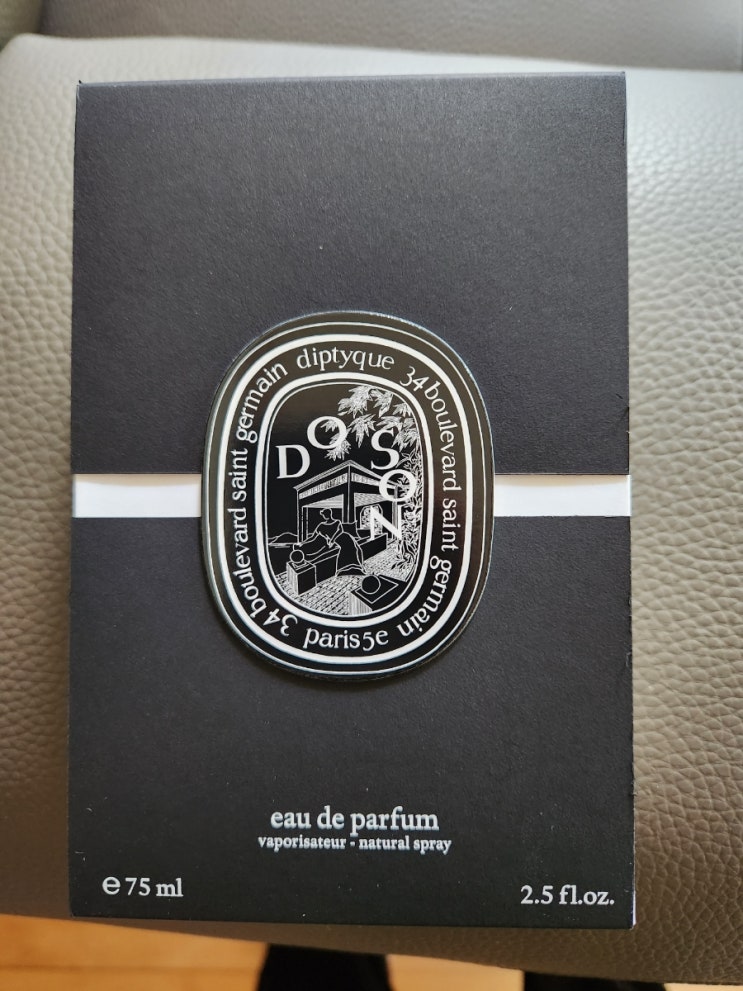 34 boulevard saint germain diptyque 34 boulevard saint germain
DO
SON
paris 5e
eau de parfum
vaporisateur - natural spray
e 75 ml
2.5 fl.oz.